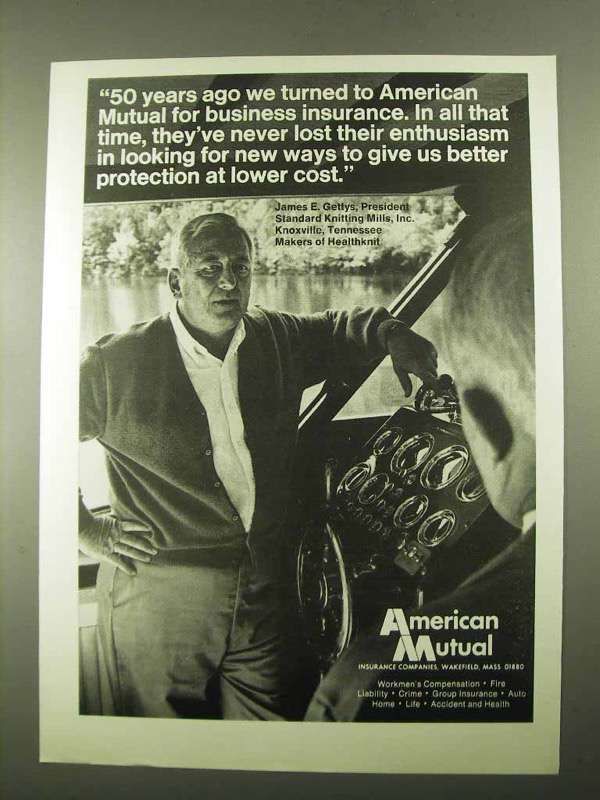 “50 years ago we turned to American
Mutual for business insurance. In all that
time, they’ve never lost their enthusiasm
in looking for new ways to give us better
protection at lower cost.”
James E. Gettys, President
Standard Knitting Mills, Inc.
Knoxville, Tennessee
Makers of Healthknit
American
Mutual
INSURANCE COMPANIES, WAKEFIELD, MASS 01880
Workmen's Compensation • Fire
Liability • Crime • Group Insurance • Auto
Home • Life • Accident and Health